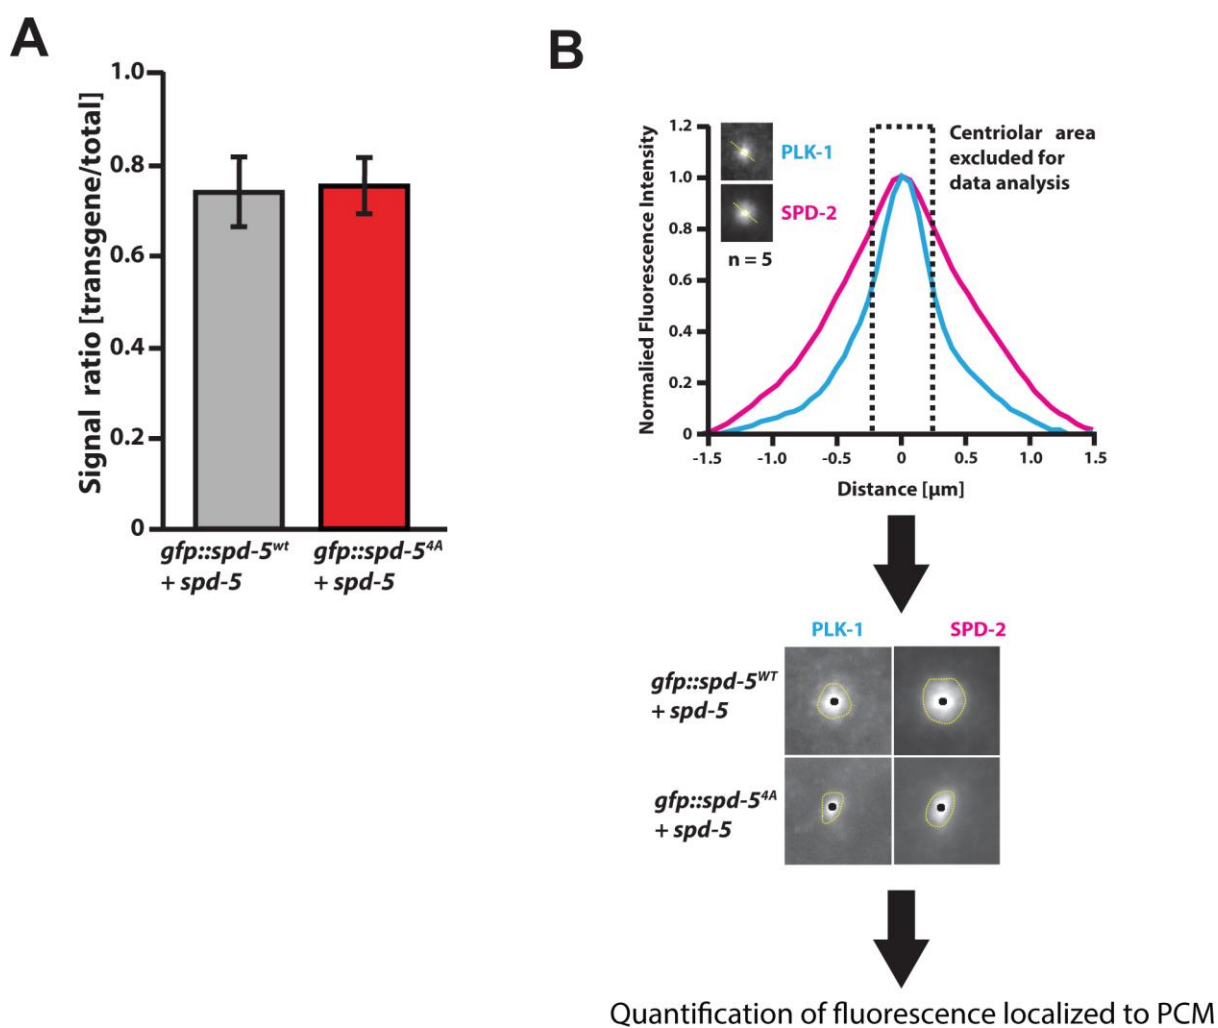 A
Signal ratio [transgene/total]
1.0
0.8
0.6
0.4
0.2
0
gfp::spd-5wt
+ spd-5
gfp::spd-54A
+ spd-5
B
Normalied Fluorescence Intensity
1.2
1.0
0.8
0.6
0.4
0.2
0
PLK-1
SPD-2
n = 5
Centriolar area
excluded for
data analysis
-1.5 -1.0 -0.5 0 0.5 1.0 1.5
Distance [µm]
PLK-1 SPD-2
gfp::spd-5WT
+ spd-5
gfp::spd-54A
+ spd-5
Quantification of fluorescence localized to PCM